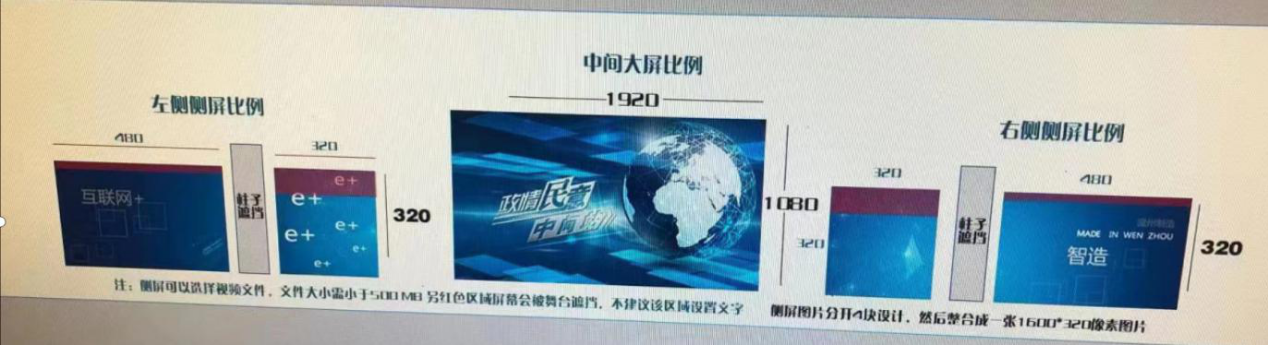 中间大屏比例
1920
左侧侧屏比例
右侧侧屏比例
480
320
320
480
互联网+
柱子
遮挡
e+
e+
e+
e+
e+
e+
320
政情民意
中间
1080
320
柱子
遮挡
MADE IN WEN ZHOU
智造
320
注：侧屏可以选择视频文件，文件大小需小于500MB 另红色区域屏幕会被舞台遮挡，不建议该区域设置文字
侧屏图片分开4块设计，然后整合成一张1600*320像素图片